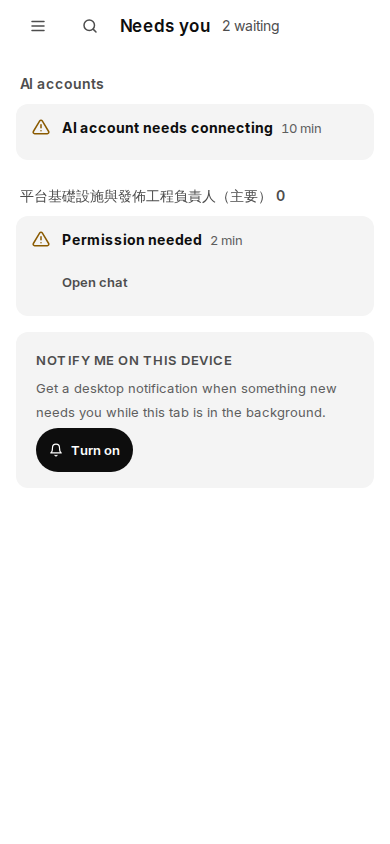 Needs you 2 waiting
AI accounts
AI account needs connecting 10 min
平台基礎設施與發佈工程負責人（主要） 0
Permission needed 2 min
Open chat
NOTIFY ME ON THIS DEVICE
Get a desktop notification when something new
needs you while this tab is in the background.
Turn on